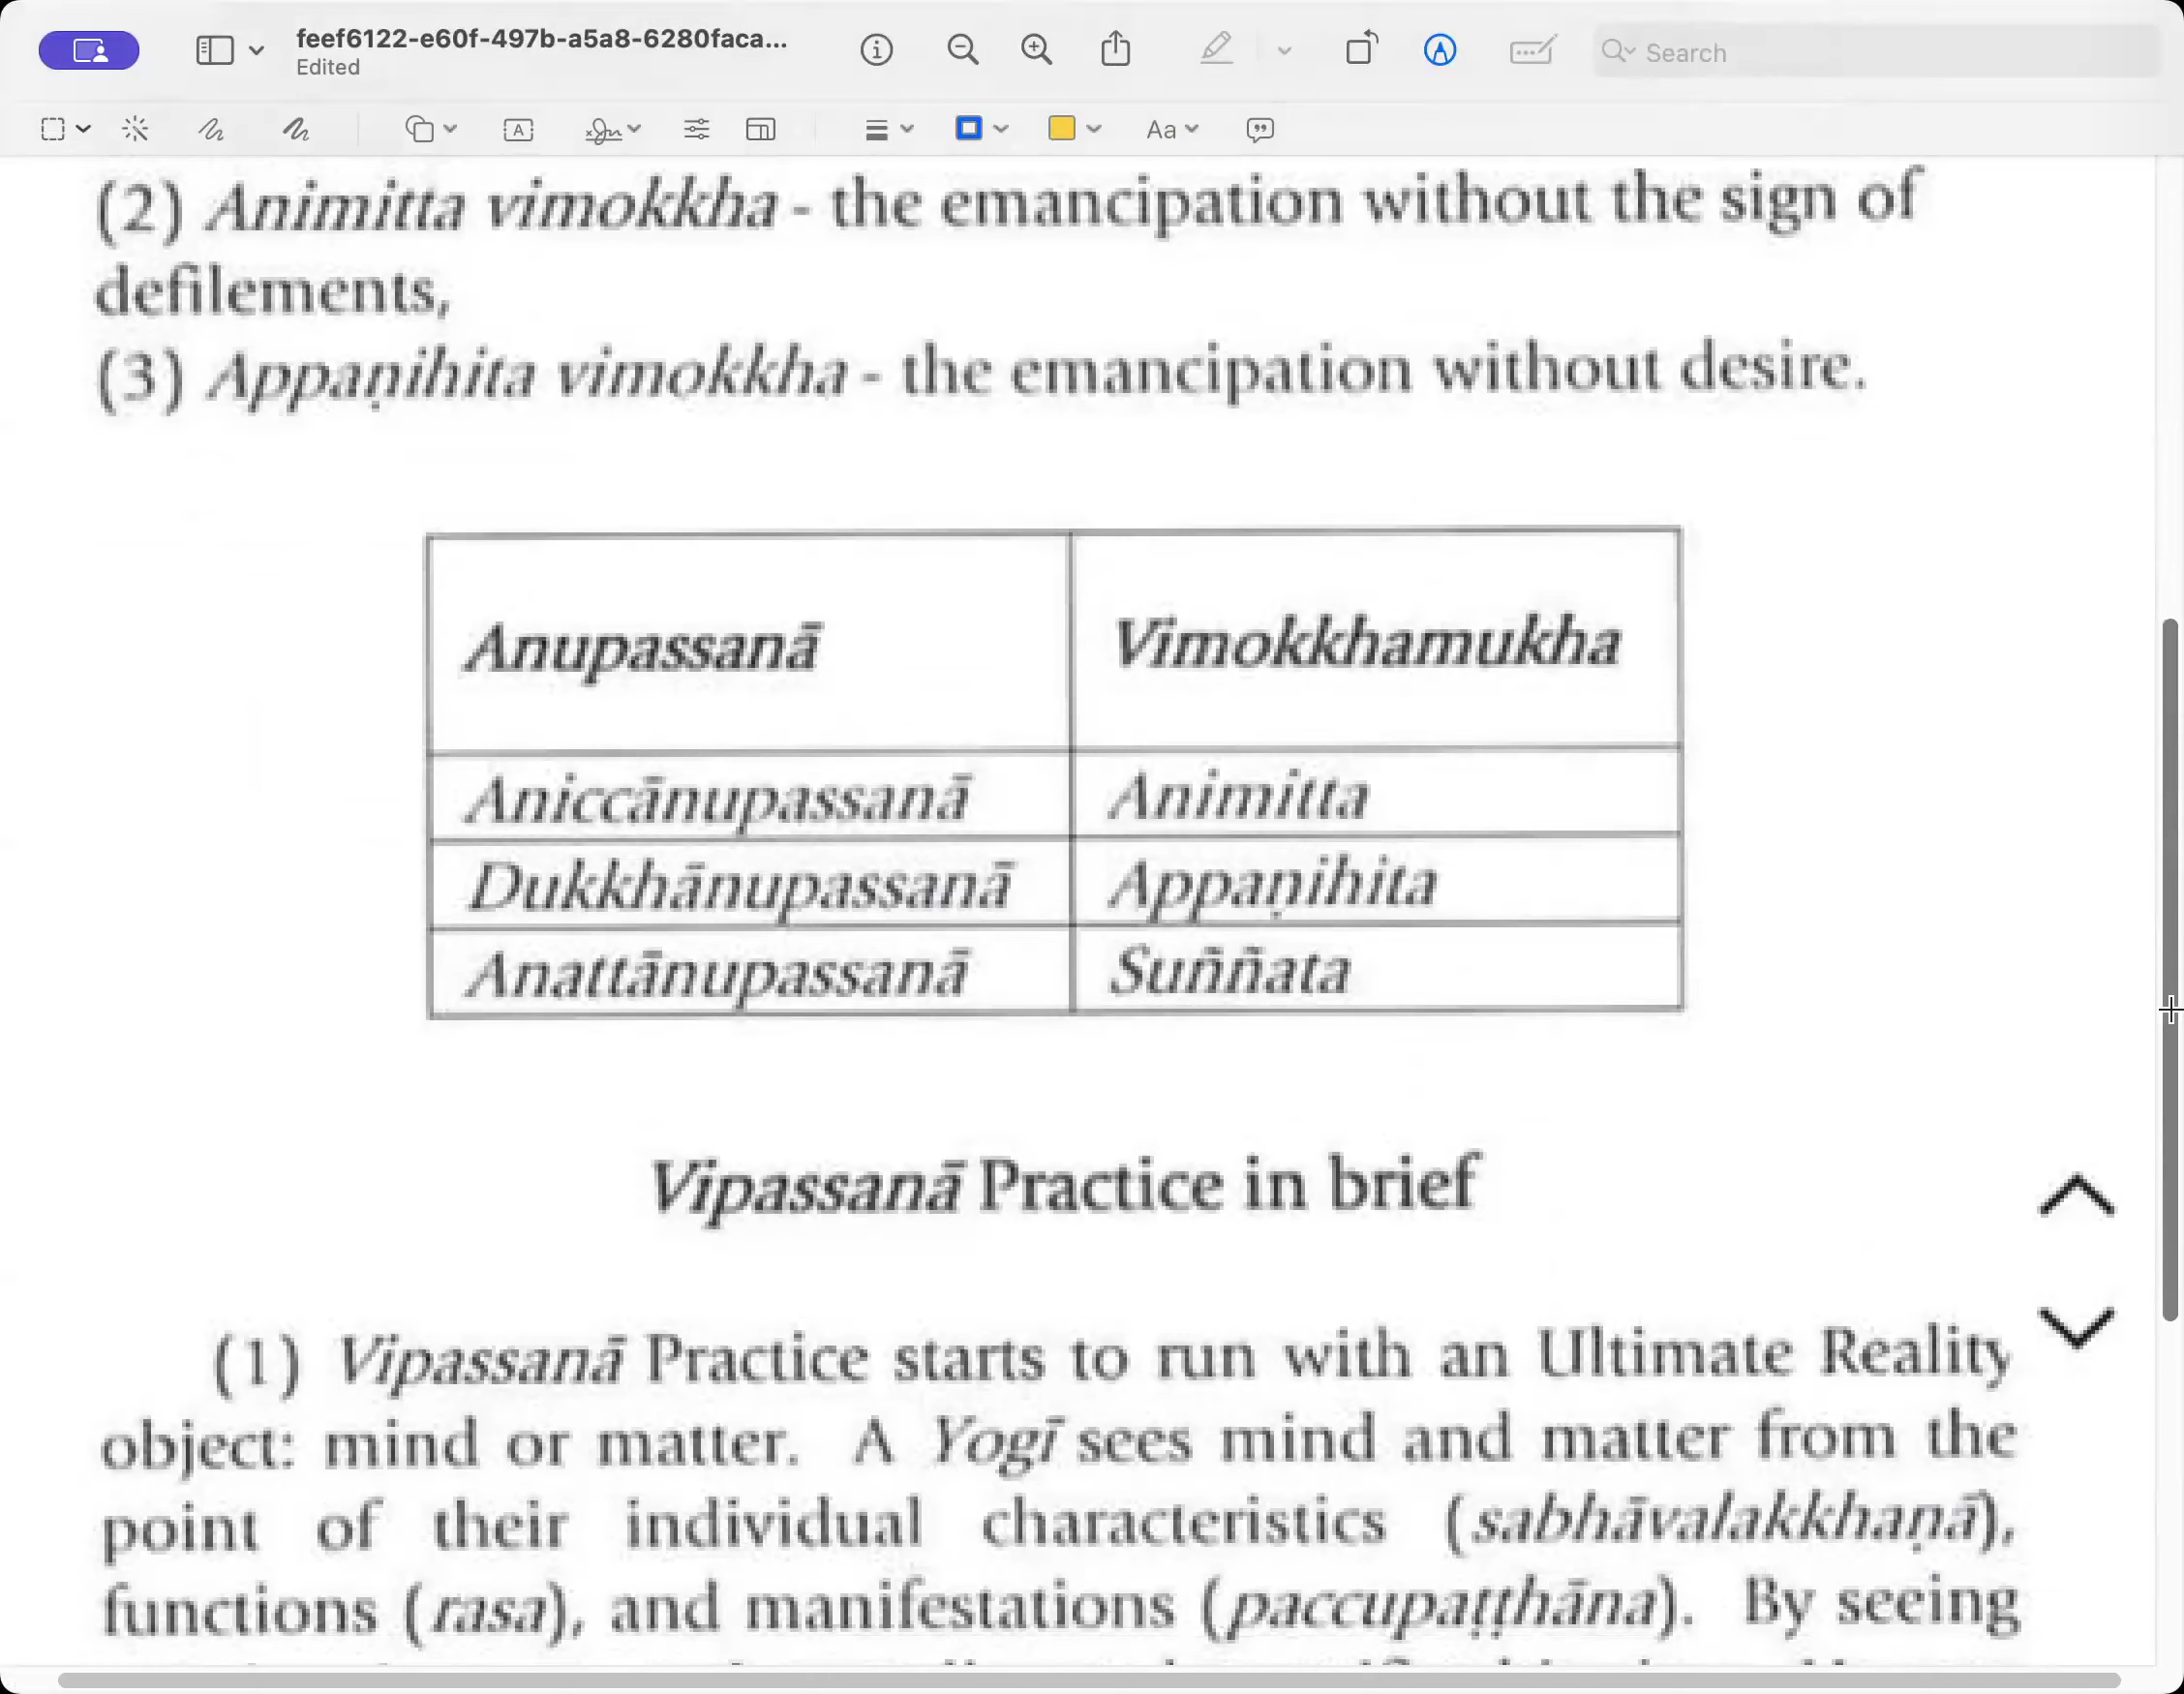 feef6122-e60f-497b-a5a8-6280faca...
Edited
Search
Aa
(2) Animitta vimokkha - the emancipation without the sign of
defilements,
(3) Appaṇihita vimokkha - the emancipation without desire.
Anupassanā Vimokkhamukha
Aniccānupassanā Animitta
Dukkhānupassanā Appaṇihita
Anattānupassanā Suññata
Vipassanā Practice in brief
(1) Vipassanā Practice starts to run with an Ultimate Reality
object: mind or matter. A Yogī sees mind and matter from the
point of their individual characteristics (sabhāvalakkhaṇā),
functions (rasa), and manifestations (paccupaṭṭhāna). By seeing